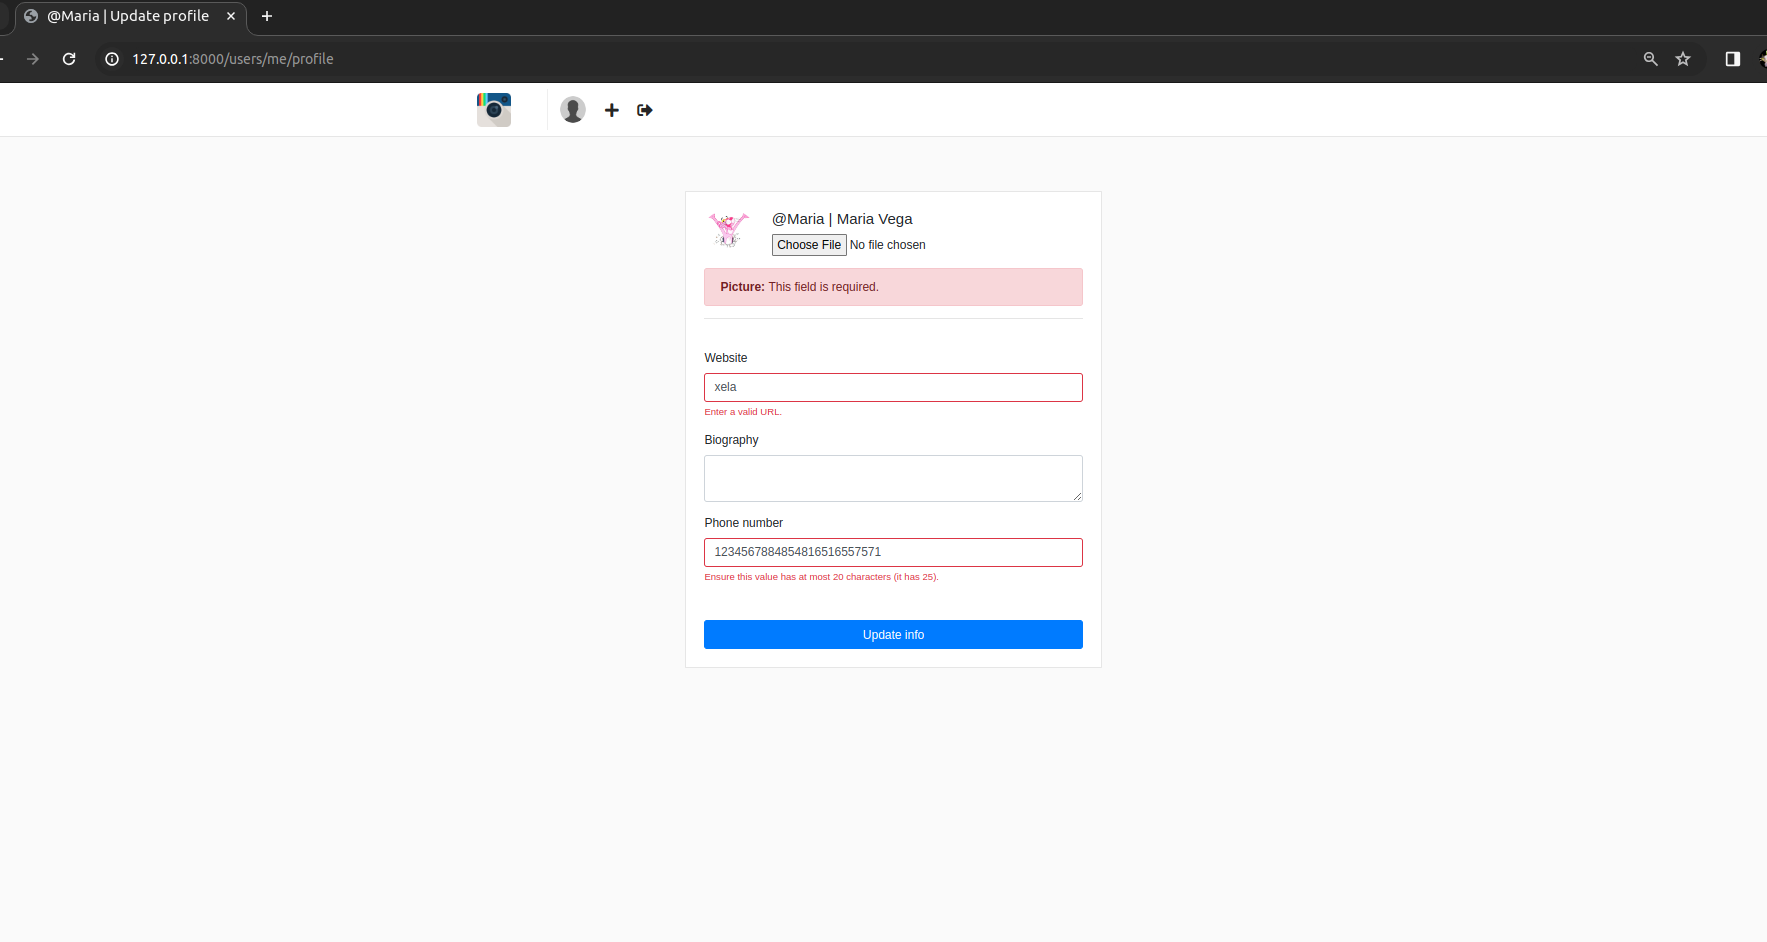 @Maria | Update profile
127.0.0.1:8000/users/me/profile
@Maria | Maria Vega
Choose File No file chosen
Picture: This field is required.
Website
xela
Enter a valid URL.
Biography
Phone number
1234567884854816516557571
Ensure this value has at most 20 characters (it has 25).
Update info